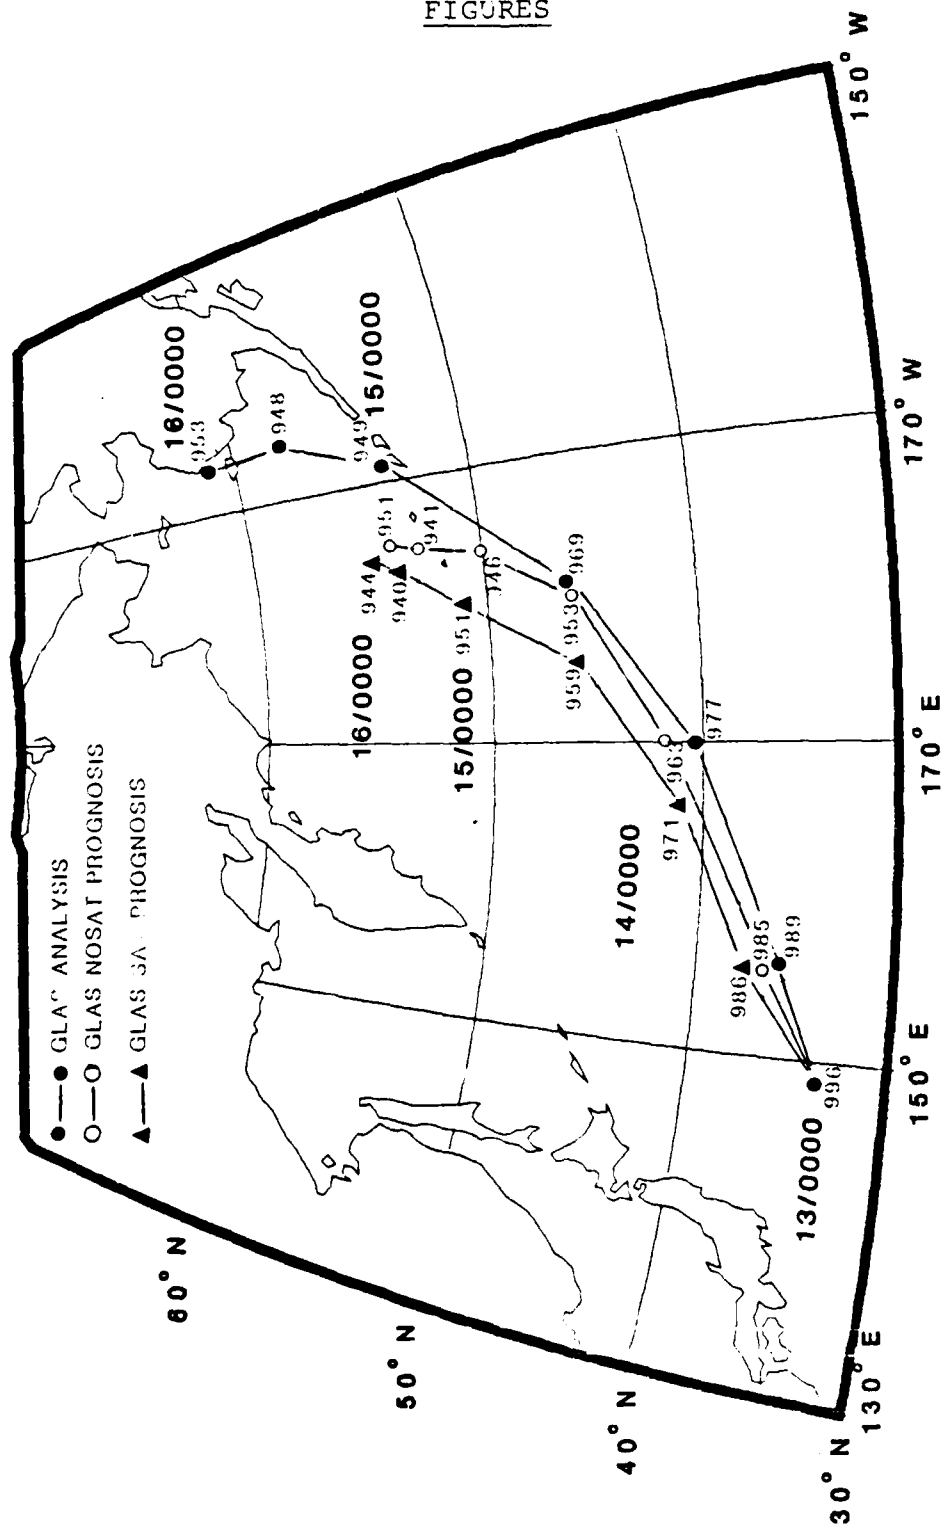 FIGURES
GLAS ANALYSIS
GLAS NOSAT PROGNOSIS
GLAS PROGNOSIS
60° N
50° N
40° N
30° N
130° E
150° E
170° E
170° W
150° W
13/0000
14/0000
15/0000
16/0000
15/0000
16/0000
996
986
985
989
971
963
977
959
953
969
951
946
949
940
941
948
944
951
953